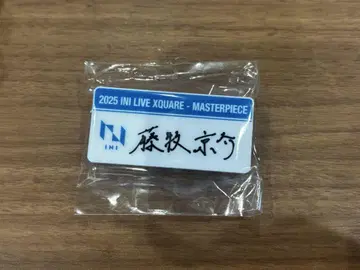 2025 INI LIVE XQUARE - MASTERPIECE
INI
藤牧京介